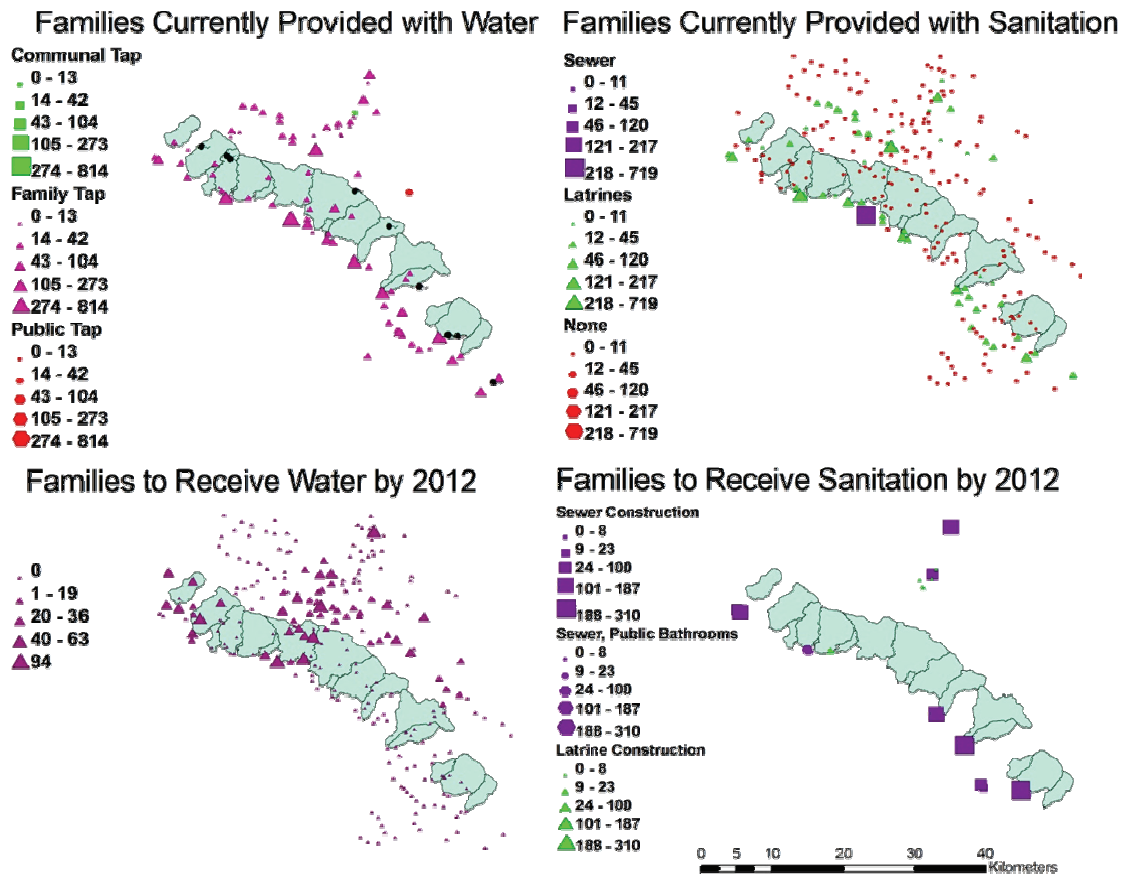 Families Currently Provided with Water
Communal Tap
0 - 13
14 - 42
43 - 104
105 - 273
274 - 814
Family Tap
0 - 13
14 - 42
43 - 104
105 - 273
274 - 814
Public Tap
0 - 13
14 - 42
43 - 104
105 - 273
274 - 814
Families Currently Provided with Sanitation
Sewer
0 - 11
12 - 45
46 - 120
121 - 217
218 - 719
Latrines
0 - 11
12 - 45
46 - 120
121 - 217
218 - 719
None
0 - 11
12 - 45
46 - 120
121 - 217
218 - 719
Families to Receive Water by 2012
0
1 - 19
20 - 36
40 - 63
94
Families to Receive Sanitation by 2012
Sewer Construction
0 - 8
9 - 23
24 - 100
101 - 187
188 - 310
Sewer, Public Bathrooms
0 - 8
9 - 23
24 - 100
101 - 187
188 - 310
Latrine Construction
0 - 8
9 - 23
24 - 100
101 - 187
188 - 310
0 5 10 20 30 40
Kilometers